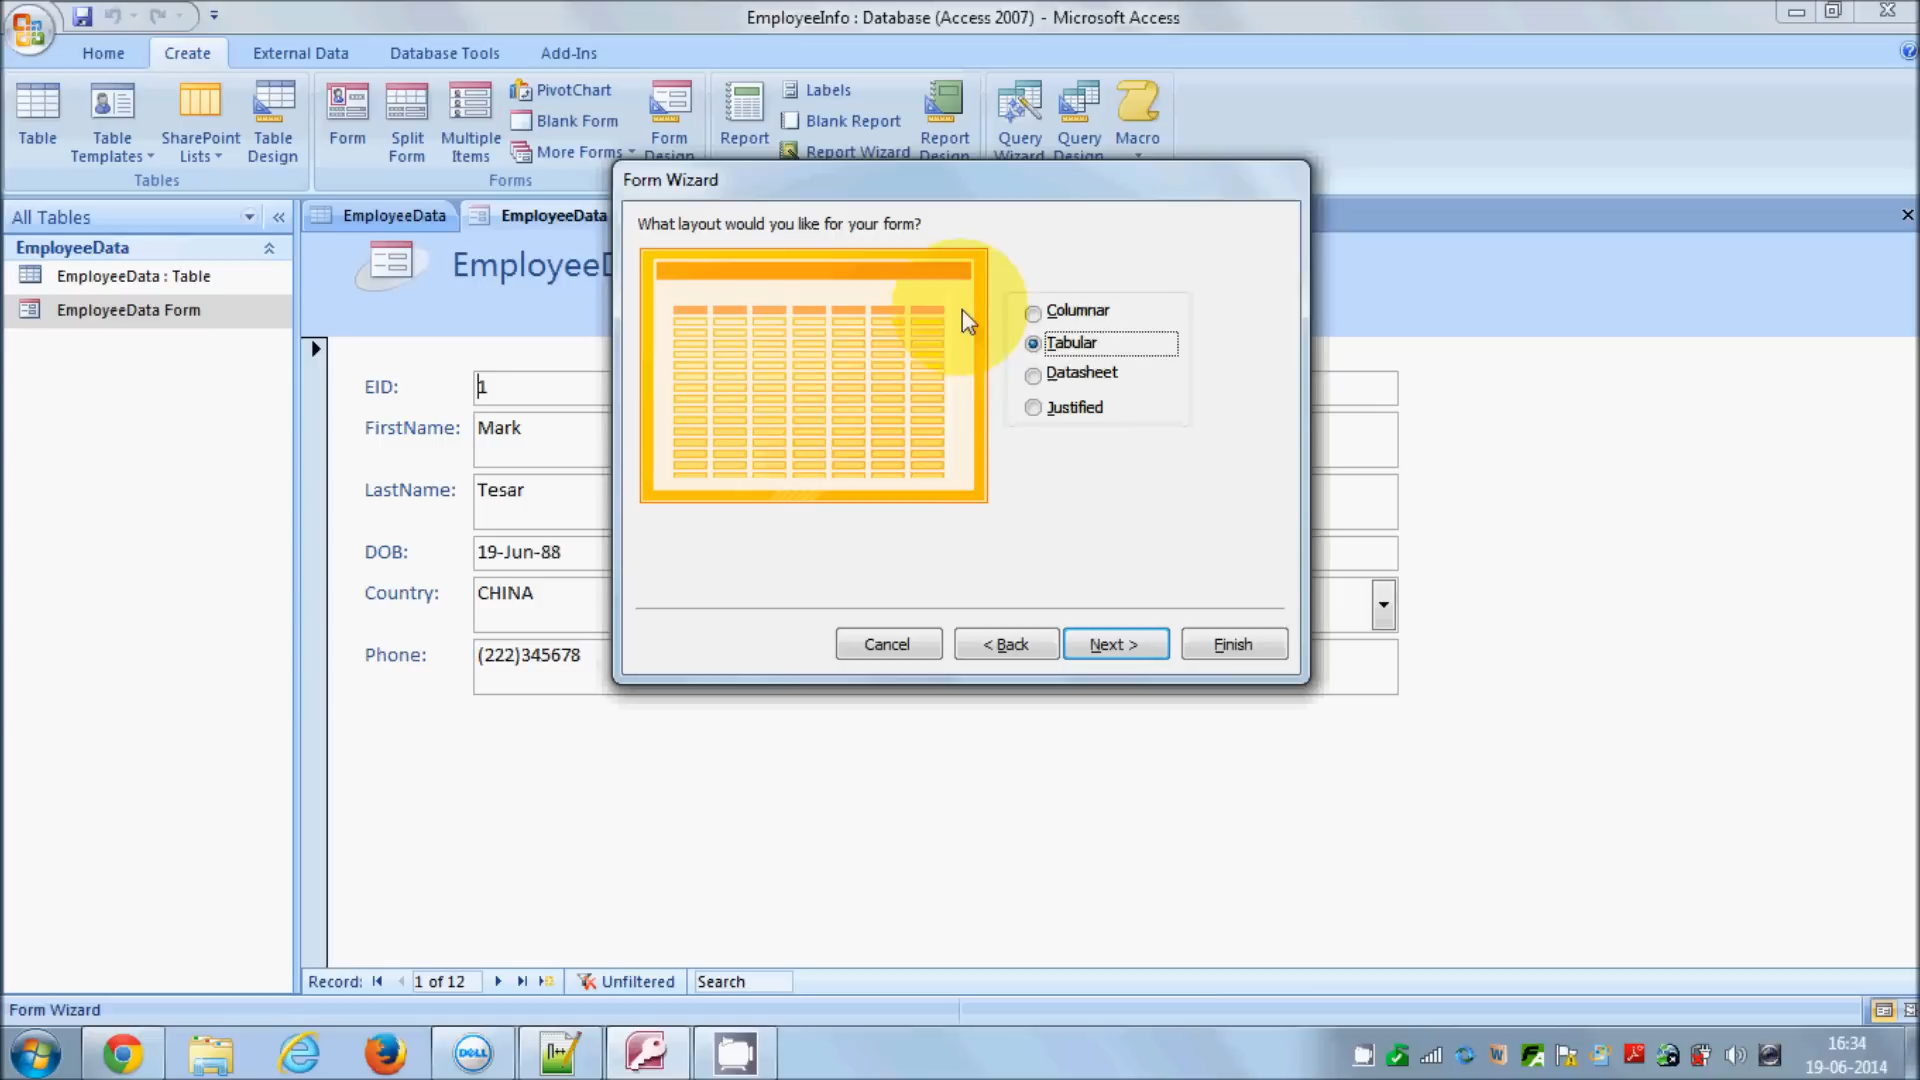 EmployeeInfo : Database (Access 2007) - Microsoft Access
Home
Create
External Data
Database Tools
Add-Ins
Table
Table
Templates
SharePoint
Lists
Table
Design
Tables
Form
Split
Form
Multiple
Items
PivotChart
Blank Form
More Forms
Form
Design
Forms
Report
Labels
Blank Report
Report Wizard
Report
Design
Query
Wizard
Query
Design
Macro
All Tables
EmployeeData
EmployeeData : Table
EmployeeData Form
EmployeeData
EmployeeData
EmployeeD
EID:
1
FirstName:
Mark
LastName:
Tesar
DOB:
19-Jun-88
Country:
CHINA
Phone:
(222)345678
Form Wizard
What layout would you like for your form?
Columnar
Tabular
Datasheet
Justified
Cancel
< Back
Next >
Finish
Record:
1 of 12
Unfiltered
Search
Form Wizard
DELL
16:34
19-06-2014